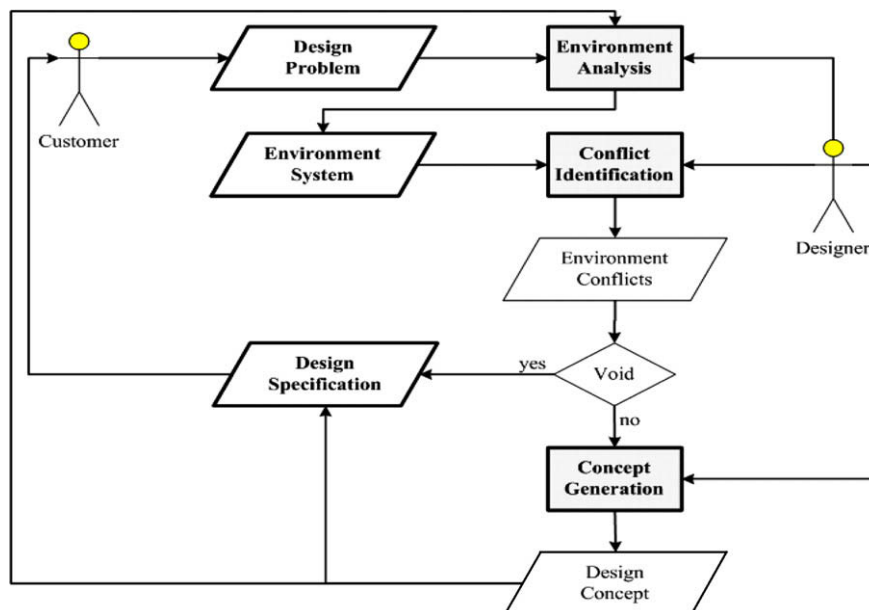 Design
Problem
Environment
Analysis
Customer
Environment
System
Conflict
Identification
Designer
Environment
Conflicts
Design
Specification
yes
Void
no
Concept
Generation
Design
Concept